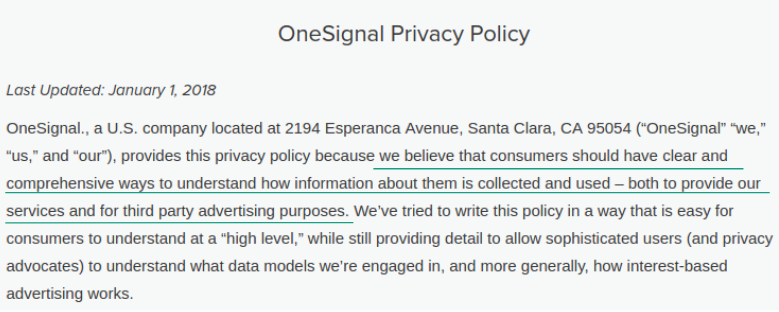 OneSignal Privacy Policy
Last Updated: January 1, 2018
OneSignal., a U.S. company located at 2194 Esperanca Avenue, Santa Clara, CA 95054 (“OneSignal” “we,”
“us,” and “our”), provides this privacy policy because we believe that consumers should have clear and
comprehensive ways to understand how information about them is collected and used – both to provide our
services and for third party advertising purposes. We’ve tried to write this policy in a way that is easy for
consumers to understand at a “high level,” while still providing detail to allow sophisticated users (and privacy
advocates) to understand what data models we’re engaged in, and more generally, how interest-based
advertising works.